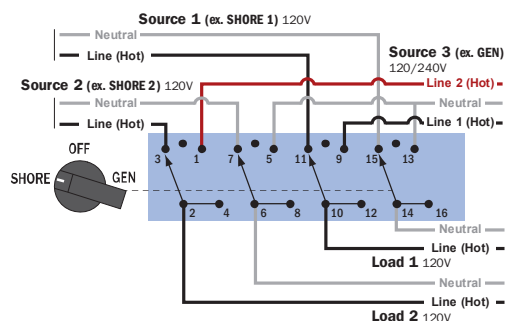 Source 1 (ex. SHORE 1) 120V
Neutral
Line (Hot)
Source 3 (ex. GEN)
120/240V
Line 2 (Hot)
Source 2 (ex. SHORE 2) 120V
Neutral
Neutral
Line (Hot)
Line 1 (Hot)
OFF
SHORE
GEN
3 1 7 5 11 9 15 13
2 4 6 8 10 12 14 16
Neutral
Line (Hot)
Load 1 120V
Neutral
Line (Hot)
Load 2 120V